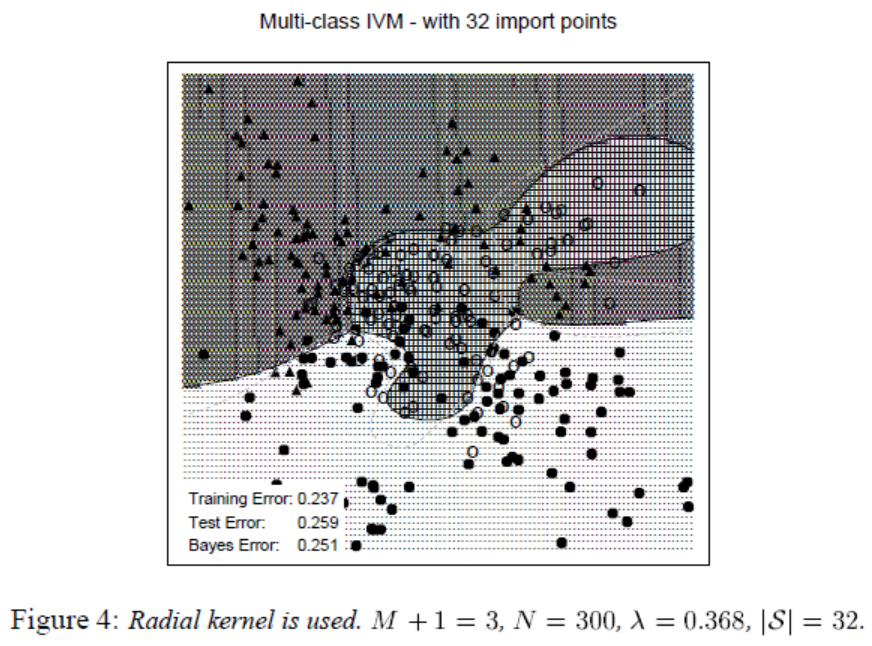 Multi-class IVM - with 32 import points
Training Error: 0.237
Test Error: 0.259
Bayes Error: 0.251
Figure 4: Radial kernel is used. M + 1 = 3, N = 300, λ = 0.368, |S| = 32.